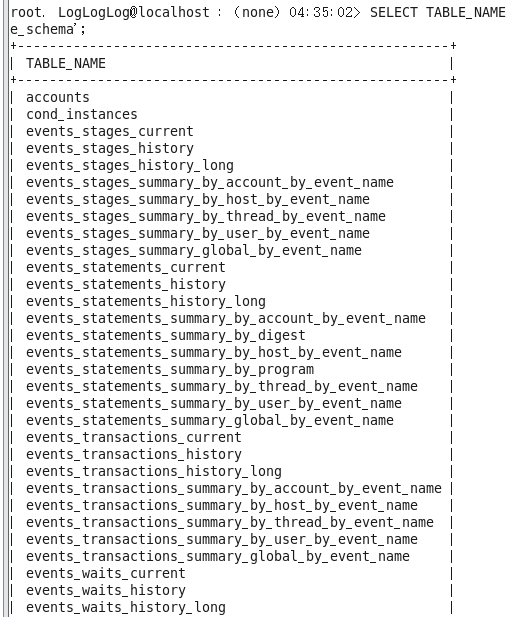 root. LogLogLog@localhost : (none) 04:35:02> SELECT TABLE_NAME
e_schema';
+------------------------------------------------------+
| TABLE_NAME |
+------------------------------------------------------+
| accounts |
| cond_instances |
| events_stages_current |
| events_stages_history |
| events_stages_history_long |
| events_stages_summary_by_account_by_event_name |
| events_stages_summary_by_host_by_event_name |
| events_stages_summary_by_thread_by_event_name |
| events_stages_summary_by_user_by_event_name |
| events_stages_summary_global_by_event_name |
| events_statements_current |
| events_statements_history |
| events_statements_history_long |
| events_statements_summary_by_account_by_event_name |
| events_statements_summary_by_digest |
| events_statements_summary_by_host_by_event_name |
| events_statements_summary_by_program |
| events_statements_summary_by_thread_by_event_name |
| events_statements_summary_by_user_by_event_name |
| events_statements_summary_global_by_event_name |
| events_transactions_current |
| events_transactions_history |
| events_transactions_history_long |
| events_transactions_summary_by_account_by_event_name |
| events_transactions_summary_by_host_by_event_name |
| events_transactions_summary_by_thread_by_event_name |
| events_transactions_summary_by_user_by_event_name |
| events_transactions_summary_global_by_event_name |
| events_waits_current |
| events_waits_history |
| events_waits_history_long |